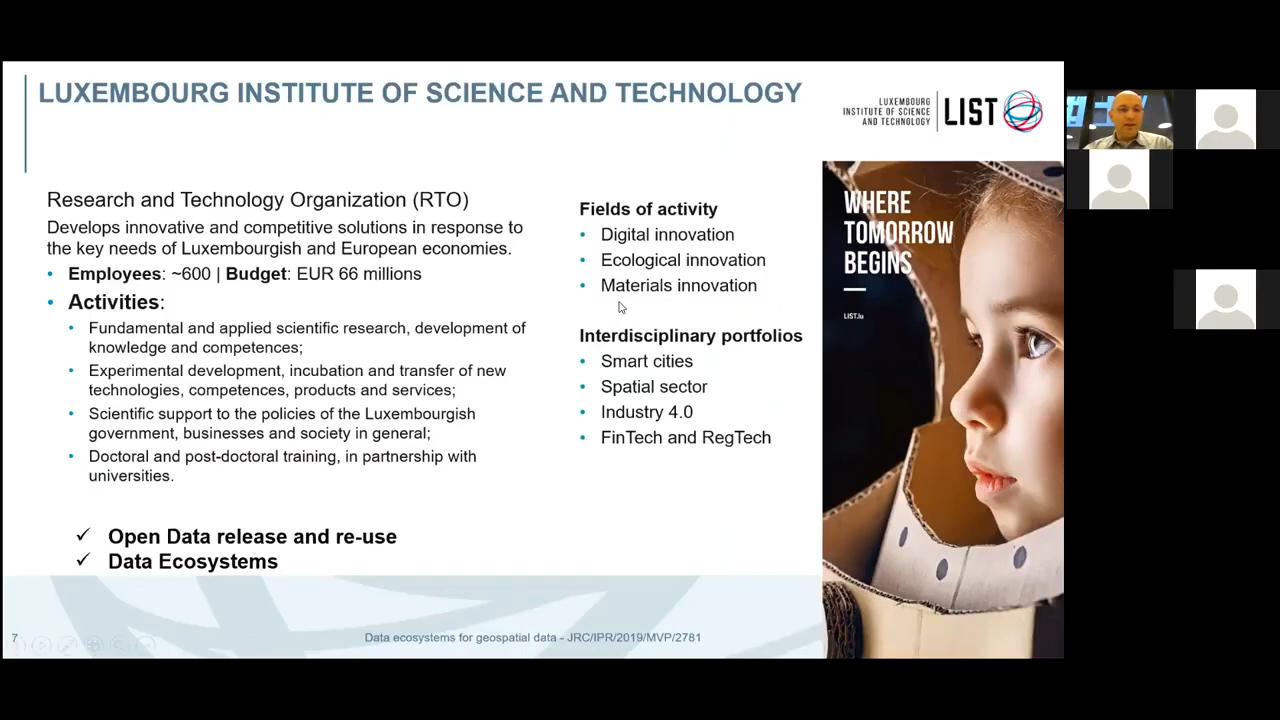 LUXEMBOURG INSTITUTE OF SCIENCE AND TECHNOLOGY
LUXEMBOURG
INSTITUTE OF SCIENCE
AND TECHNOLOGY
LIST
Research and Technology Organization (RTO)
Develops innovative and competitive solutions in response to
the key needs of Luxembourgish and European economies.
• Employees: ~600 | Budget: EUR 66 millions
• Activities:
• Fundamental and applied scientific research, development of
knowledge and competences;
• Experimental development, incubation and transfer of new
technologies, competences, products and services;
• Scientific support to the policies of the Luxembourgish
government, businesses and society in general;
• Doctoral and post-doctoral training, in partnership with
universities.
✓ Open Data release and re-use
✓ Data Ecosystems
Fields of activity
• Digital innovation
• Ecological innovation
• Materials innovation
Interdisciplinary portfolios
• Smart cities
• Spatial sector
• Industry 4.0
• FinTech and RegTech
WHERE
TOMORROW
BEGINS
LIST.lu
7
Data ecosystems for geospatial data - JRC/IPR/2019/MVP/2781